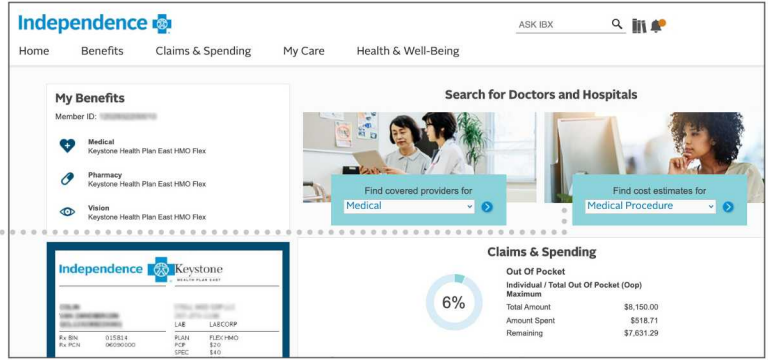 Independence
ASK IBX
Home Benefits Claims & Spending My Care Health & Well-Being
My Benefits
Member ID:
Medical
Keystone Health Plan East HMO Flex
Pharmacy
Keystone Health Plan East HMO Flex
Vision
Keystone Health Plan East HMO Flex
Search for Doctors and Hospitals
Find covered providers for
Medical
Find cost estimates for
Medical Procedure
Independence Keystone
HEALTH PLAN EAST
LAB LABCORP
Rx BIN 015814
Rx PCN 06090000
PLAN FLEX HMO
PCP $20
SPEC $40
Claims & Spending
6%
Out Of Pocket
Individual / Total Out Of Pocket (Oop)
Maximum
Total Amount $8,150.00
Amount Spent $518.71
Remaining $7,631.29